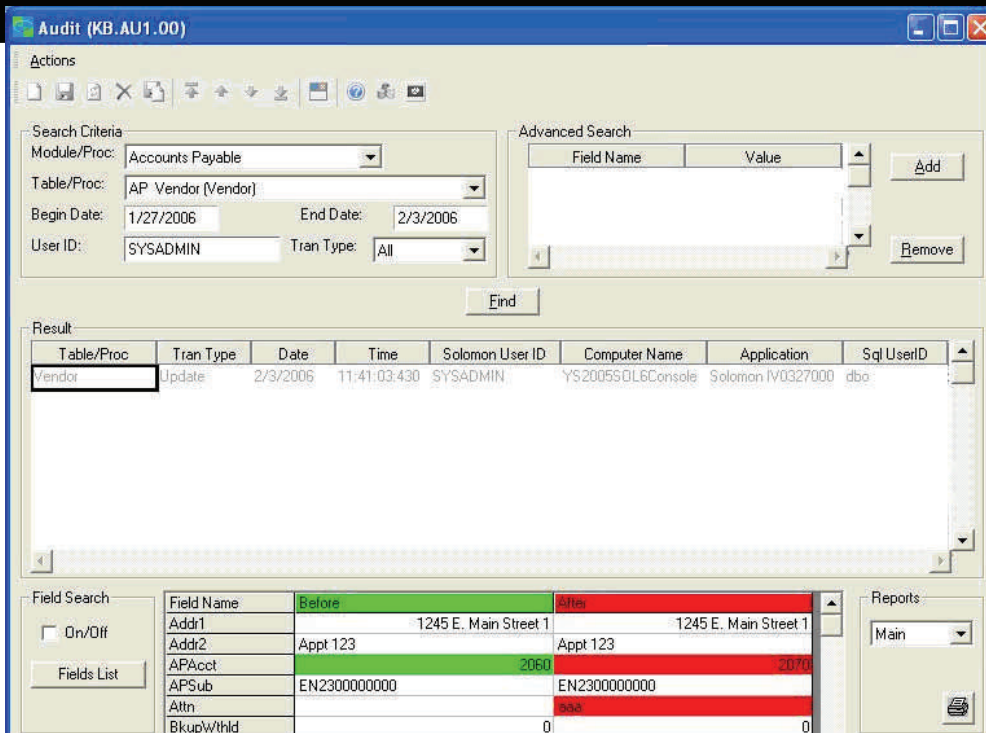 Audit (KB.AU1.00)
Actions
Search Criteria
Module/Proc: Accounts Payable
Table/Proc: AP Vendor (Vendor)
Begin Date: 1/27/2006 End Date: 2/3/2006
User ID: SYSADMIN Tran Type: All
Advanced Search
Field Name Value
Add
Remove
Find
Result
Table/Proc Tran Type Date Time Solomon User ID Computer Name Application Sql UserID
Vendor Update 2/3/2006 11:41:03:430 SYSADMIN YS2005SOL6Console Solomon IV0327000 dbo
Field Search
On/Off
Fields List
Field Name Before After
Addr1 1245 E. Main Street 1 1245 E. Main Street 1
Addr2 Appt 123 Appt 123
APAcct 2060 2070
APSub EN2300000000 EN2300000000
Attn aaa
BkupWthld 0 0
Reports
Main